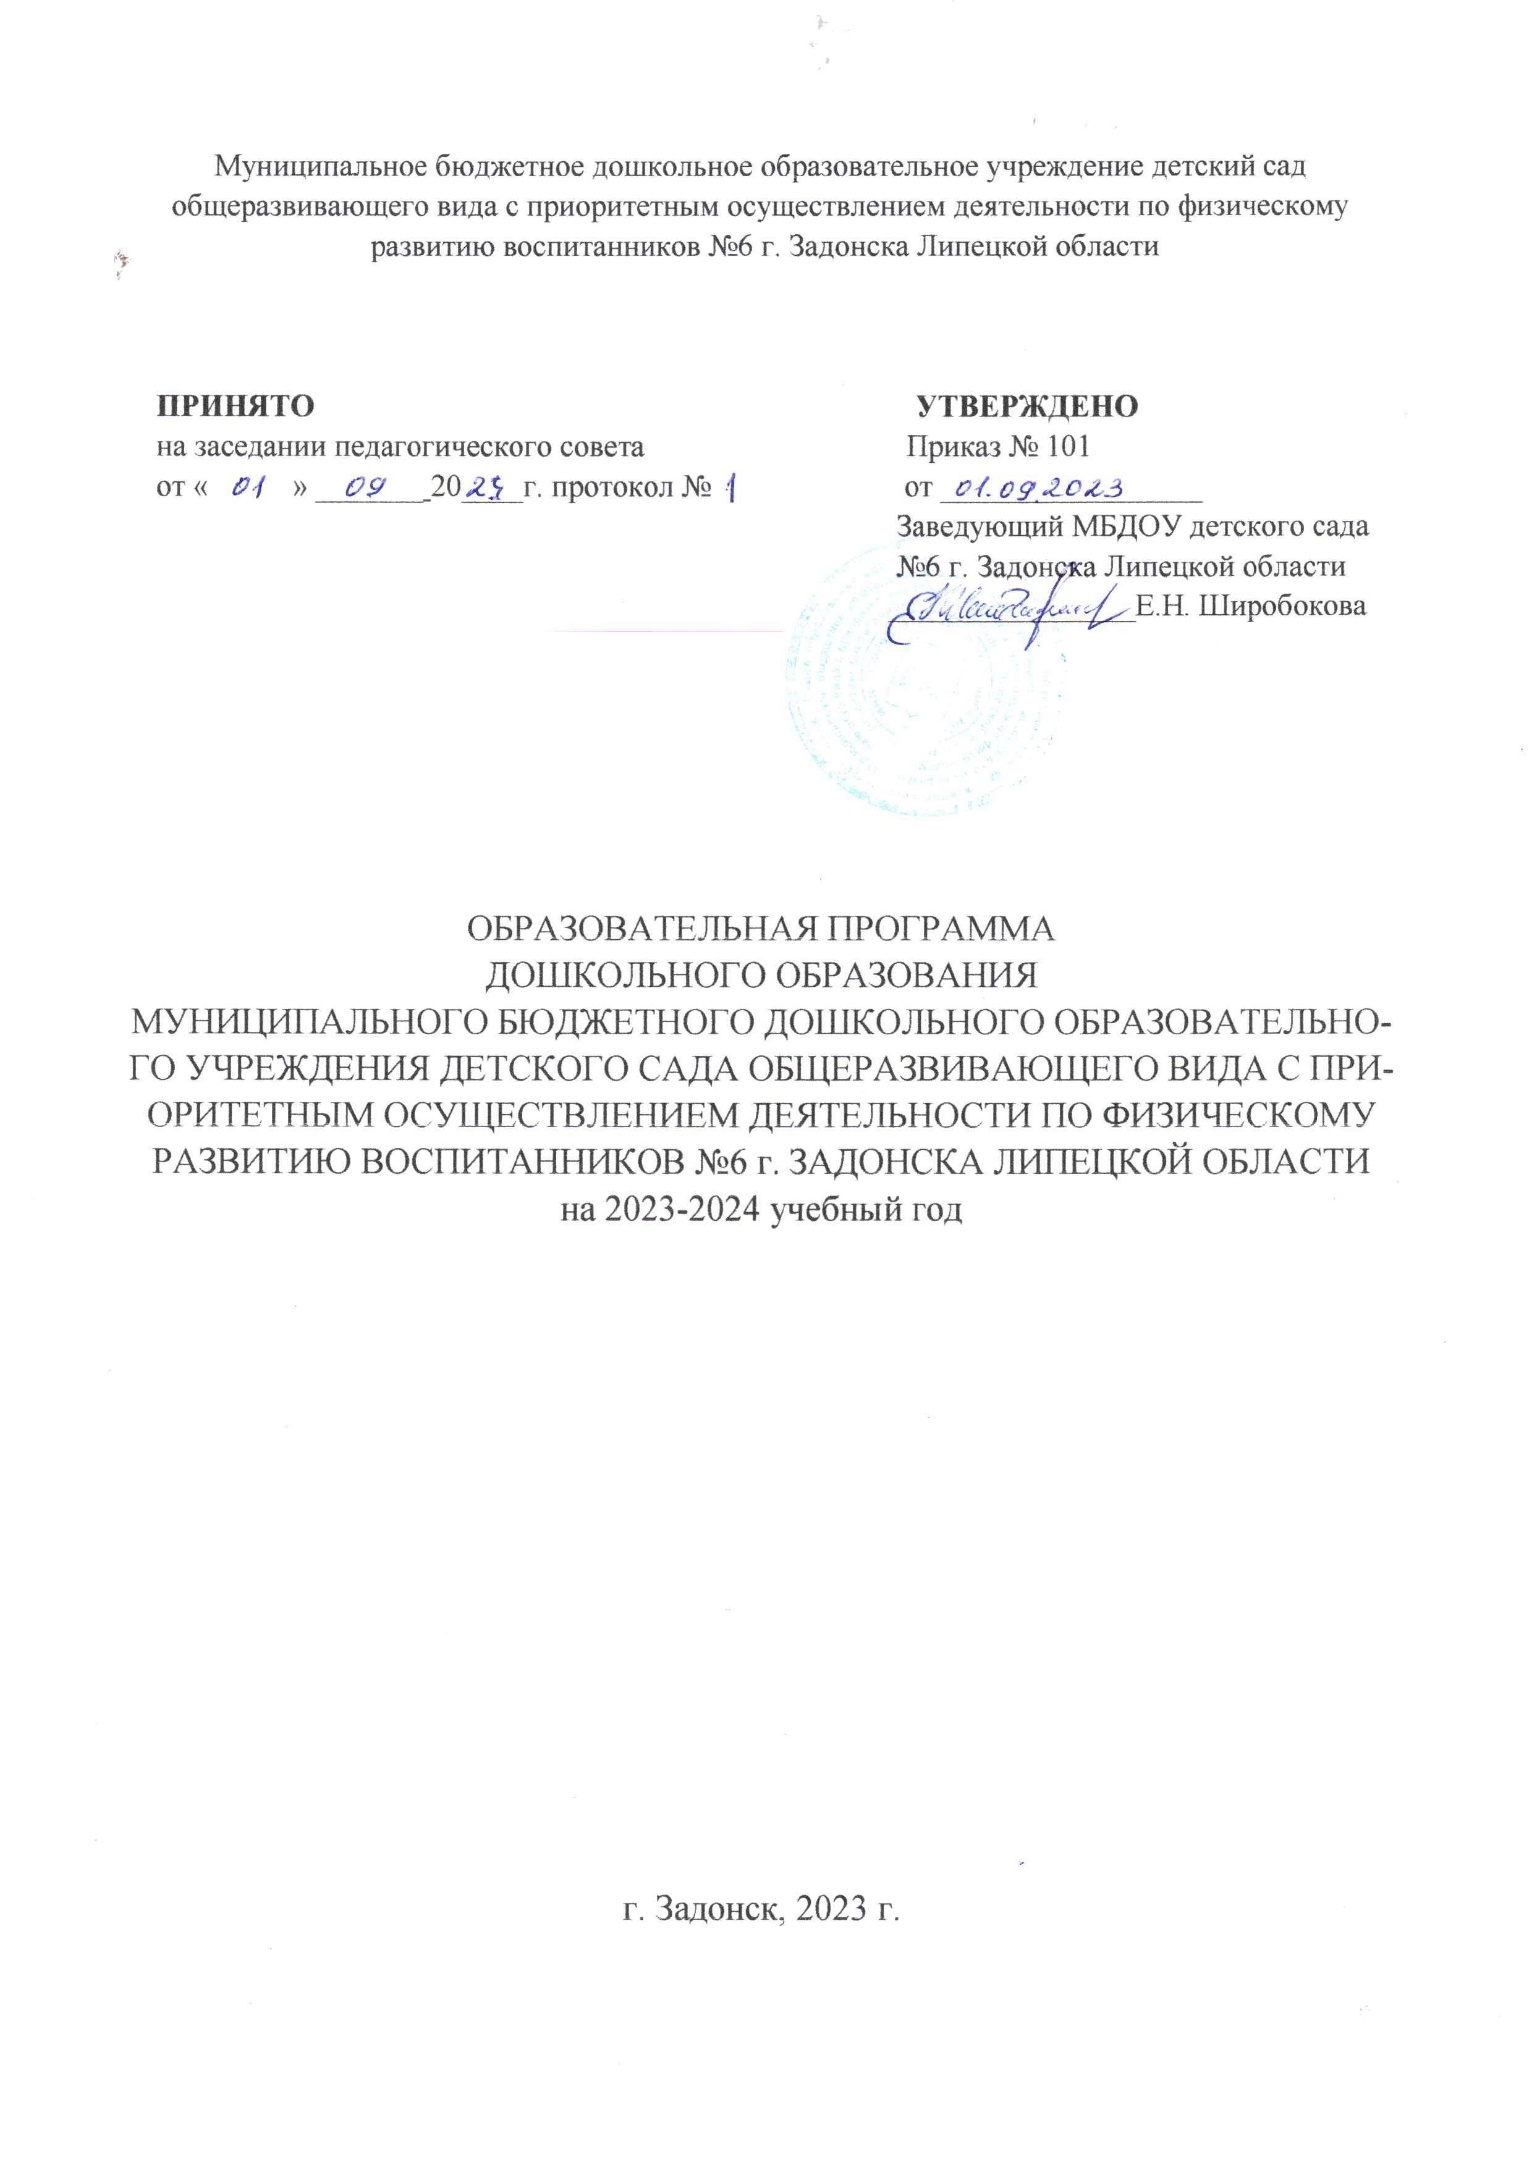 Муниципальное бюджетное дошкольное образовательное учреждение детский сад
общеразвивающего вида с приоритетным осуществлением деятельности по физическому
развитию воспитанников №6 г. Задонска Липецкой области
ПРИНЯТО
на заседании педагогического совета
от « 01 » 09 2023 г. протокол № 1
УТВЕРЖДЕНО
Приказ № 101
от 01.09.2023
Заведующий МБДОУ детского сада
№6 г. Задонска Липецкой области
Е.Н. Широбокова
ОБРАЗОВАТЕЛЬНАЯ ПРОГРАММА
ДОШКОЛЬНОГО ОБРАЗОВАНИЯ
МУНИЦИПАЛЬНОГО БЮДЖЕТНОГО ДОШКОЛЬНОГО ОБРАЗОВАТЕЛЬНО-
ГО УЧРЕЖДЕНИЯ ДЕТСКОГО САДА ОБЩЕРАЗВИВАЮЩЕГО ВИДА С ПРИ-
ОРИТЕТНЫМ ОСУЩЕСТВЛЕНИЕМ ДЕЯТЕЛЬНОСТИ ПО ФИЗИЧЕСКОМУ
РАЗВИТИЮ ВОСПИТАННИКОВ №6 г. ЗАДОНСКА ЛИПЕЦКОЙ ОБЛАСТИ
на 2023-2024 учебный год
г. Задонск, 2023 г.